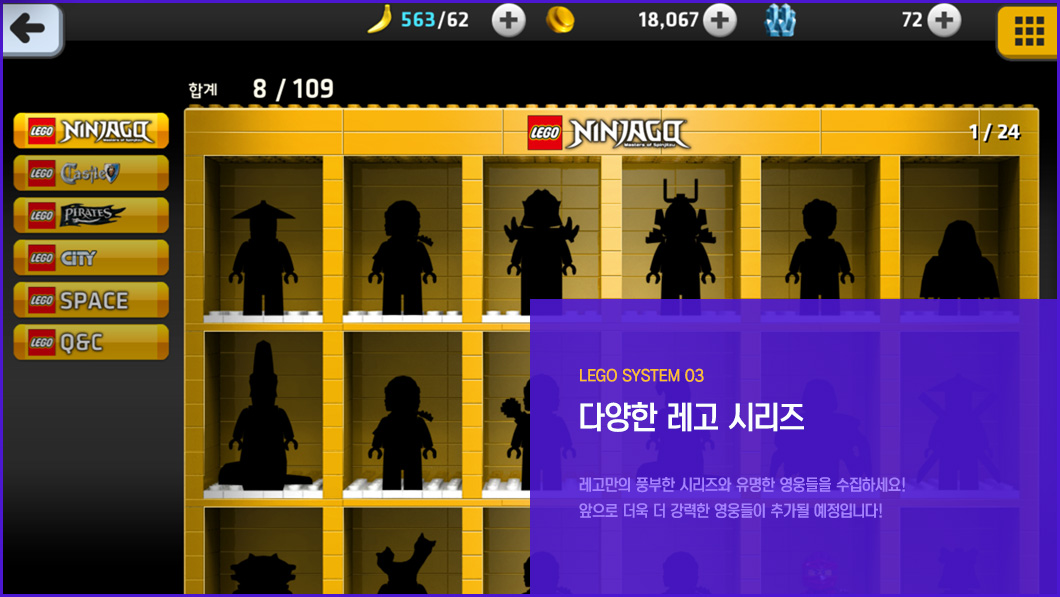 563/62
18,067
72
합계 8 / 109
LEGO NINJAGO Masters of Spinjitzu
1 / 24
LEGO NINJAGO
LEGO Castle
LEGO PIRATES
LEGO CITY
LEGO SPACE
LEGO Q&C
LEGO SYSTEM 03
다양한 레고 시리즈
레고만의 풍부한 시리즈와 유명한 영웅들을 수집하세요!
앞으로 더욱 더 강력한 영웅들이 추가될 예정입니다!